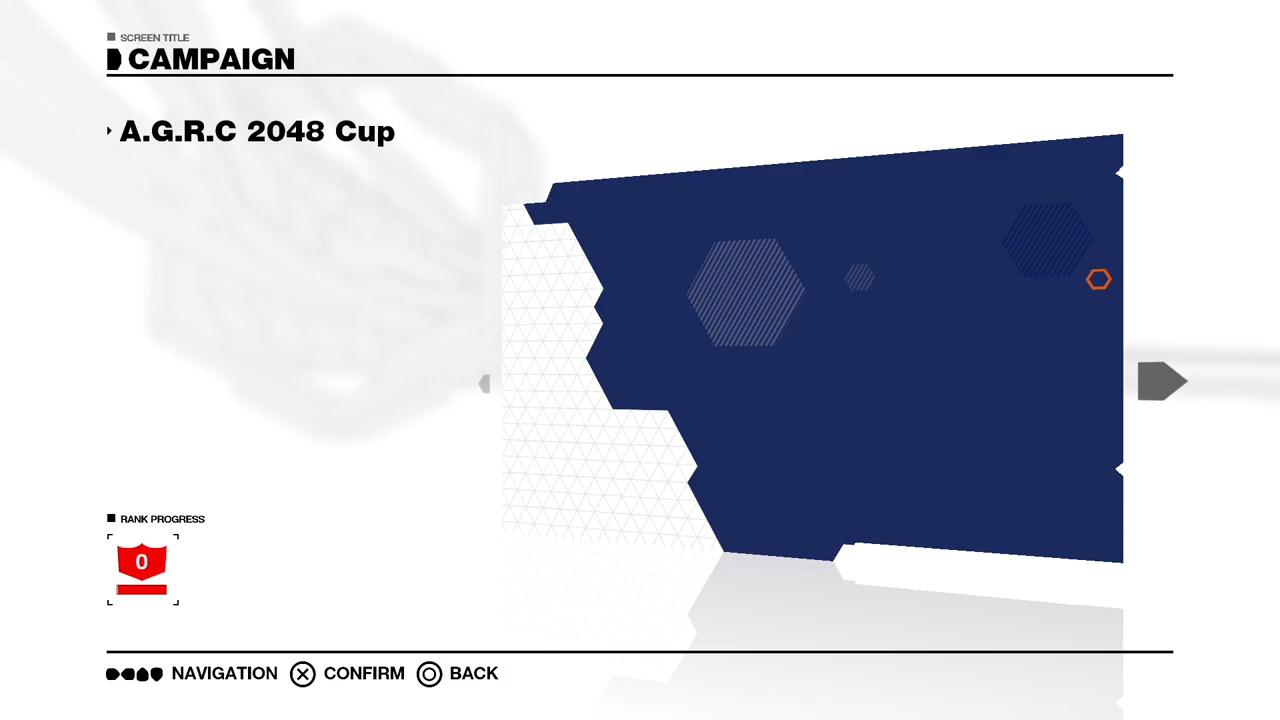 SCREEN TITLE
CAMPAIGN
A.G.R.C 2048 Cup
RANK PROGRESS
0
NAVIGATION CONFIRM BACK